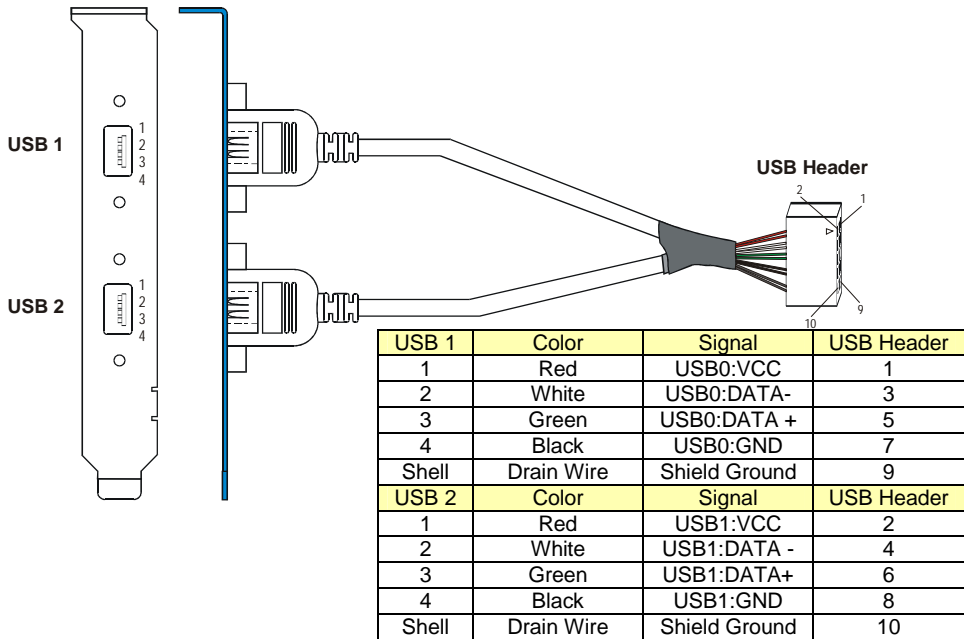 USB 1
1
2
3
4
USB 2
1
2
3
4
USB Header
2
1
9
10
USB 1 Color Signal USB Header
1 Red USB0:VCC 1
2 White USB0:DATA- 3
3 Green USB0:DATA + 5
4 Black USB0:GND 7
Shell Drain Wire Shield Ground 9
USB 2 Color Signal USB Header
1 Red USB1:VCC 2
2 White USB1:DATA - 4
3 Green USB1:DATA+ 6
4 Black USB1:GND 8
Shell Drain Wire Shield Ground 10